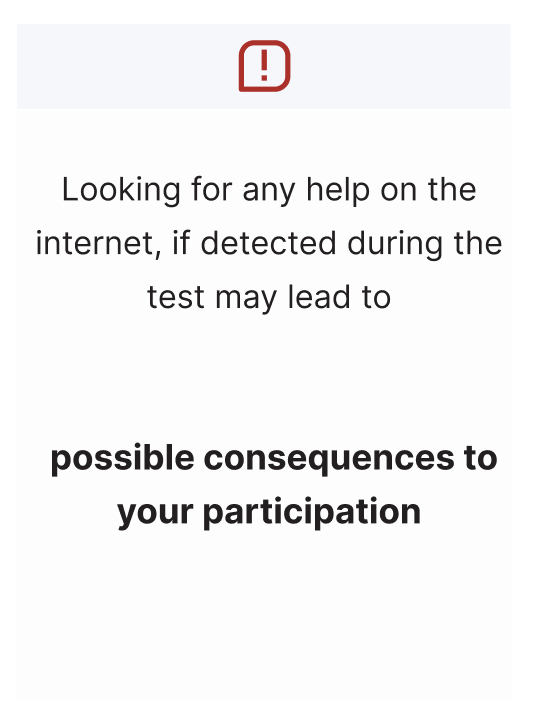 Looking for any help on the
internet, if detected during the
test may lead to
possible consequences to
your participation